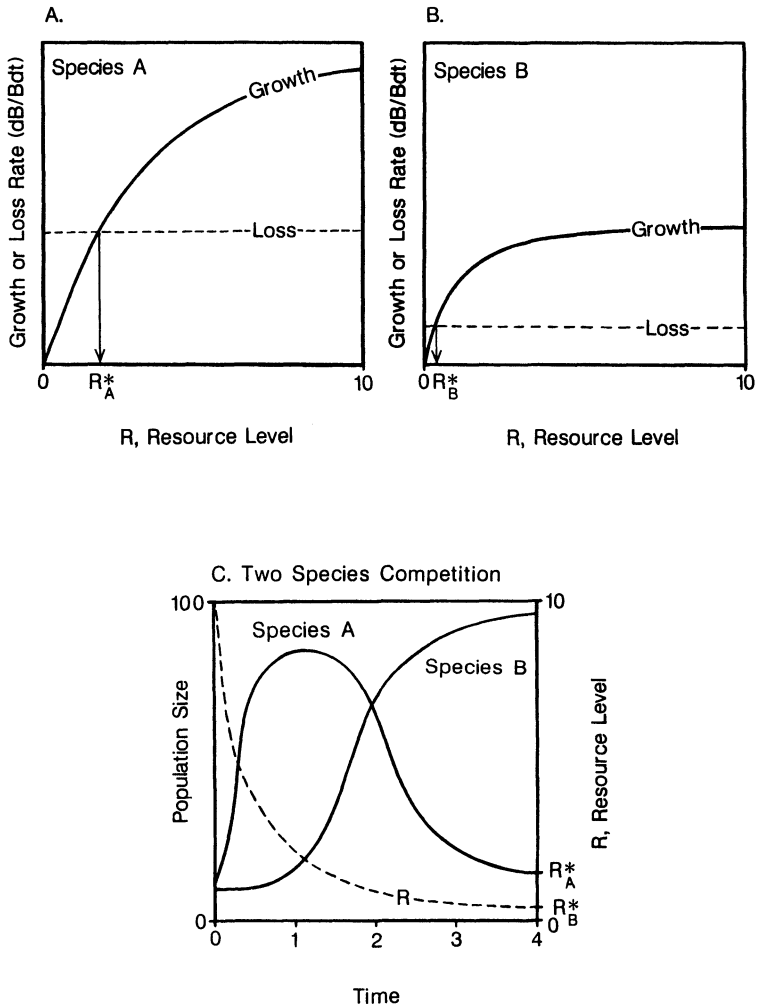 A.
Species A
Growth
Loss
Growth or Loss Rate (dB/Bdt)
0
R*A
10
R, Resource Level
B.
Species B
Growth
Loss
Growth or Loss Rate (dB/Bdt)
0
R*B
10
R, Resource Level
C. Two Species Competition
100
10
Species A
Species B
Population Size
R, Resource Level
R
R*A
R*B
0
0
0
1
2
3
4
Time